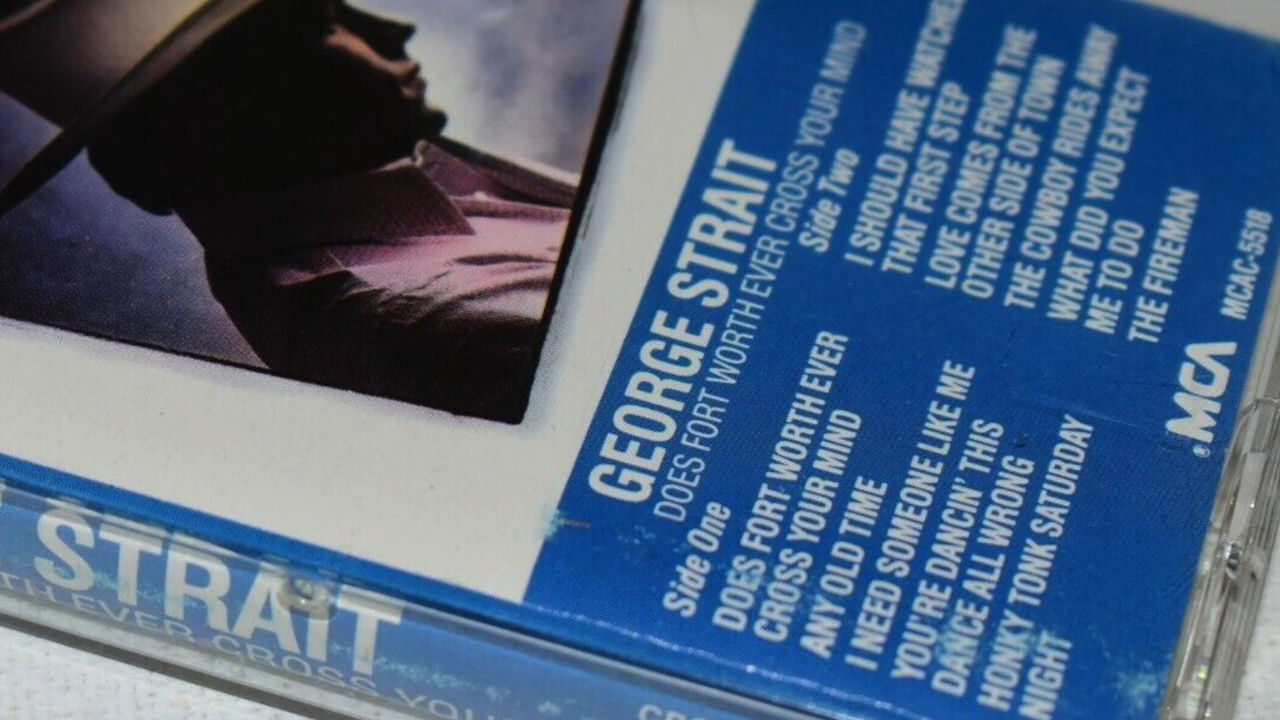 GEORGE STRAIT
DOES FORT WORTH EVER CROSS YOUR MIND
Side One
DOES FORT WORTH EVER
CROSS YOUR MIND
ANY OLD TIME
I NEED SOMEONE LIKE ME
YOU'RE DANCIN' THIS
DANCE ALL WRONG
HONKY TONK SATURDAY
NIGHT
Side Two
I SHOULD HAVE WATCHED
THAT FIRST STEP
LOVE COMES FROM THE
OTHER SIDE OF TOWN
THE COWBOY RIDES AWAY
WHAT DID YOU EXPECT
ME TO DO
THE FIREMAN
®MCA
MCAC-5518
STRAIT
EVER CROSS YOU